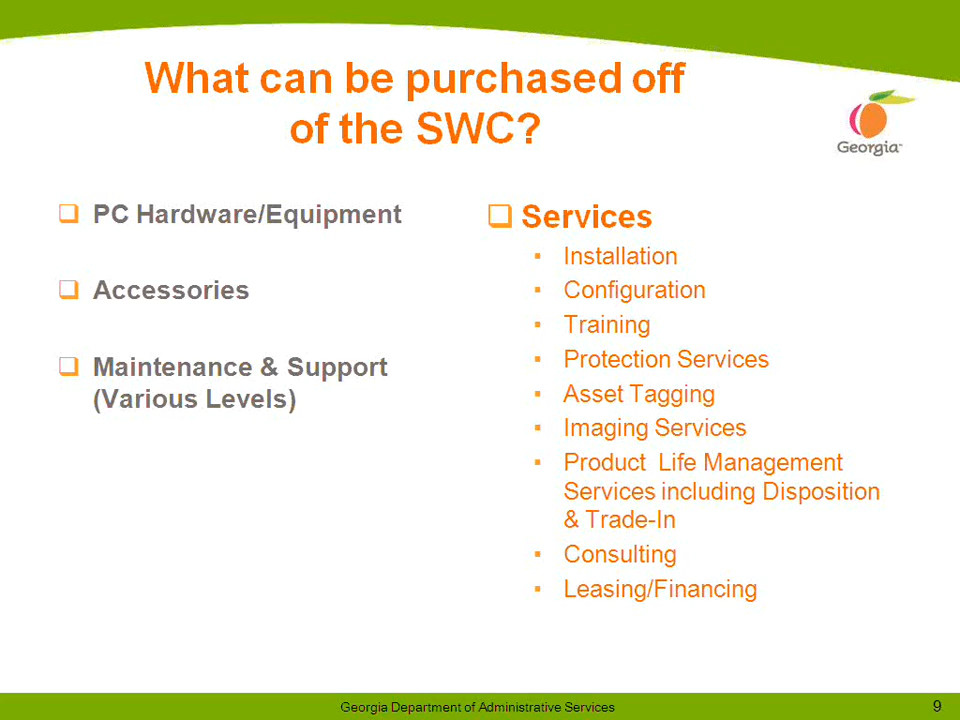 What can be purchased off
of the SWC?
Georgia™
PC Hardware/Equipment
Accessories
Maintenance & Support
(Various Levels)
Services
Installation
Configuration
Training
Protection Services
Asset Tagging
Imaging Services
Product Life Management
Services including Disposition
& Trade-In
Consulting
Leasing/Financing
Georgia Department of Administrative Services
9